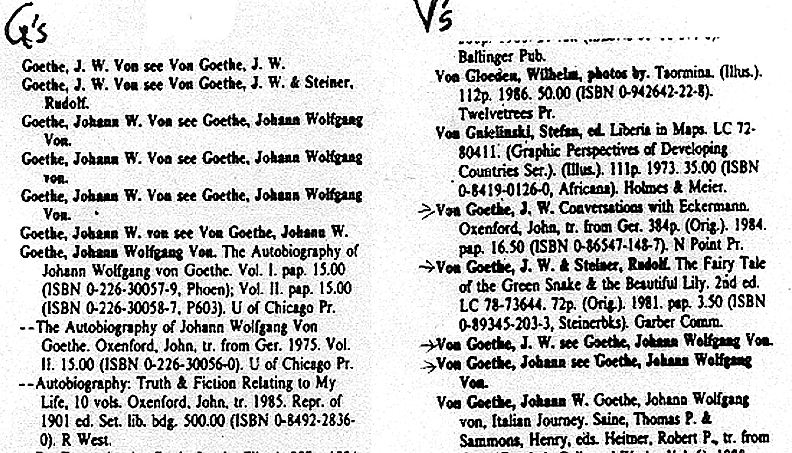 G's
Goethe, J. W. Von see Von Goethe, J. W.
Goethe, J. W. Von see Von Goethe, J. W. & Steiner,
Rudolf.
Goethe, Johann W. Von see Goethe, Johann Wolfgang
Von.
Goethe, Johann W. Von see Goethe, Johann Wolfgang
von.
Goethe, Johann W. Von see Goethe, Johann Wolfgang
Von.
Goethe, Johann W. von see Von Goethe, Johann W.
Goethe, Johann Wolfgang Von. The Autobiography of
Johann Wolfgang von Goethe. Vol. I. pap. 15.00
(ISBN 0-226-30057-9, Phoen); Vol. II. pap. 15.00
(ISBN 0-226-30058-7, P603). U of Chicago Pr.
--The Autobiography of Johann Wolfgang Von
Goethe. Oxenford, John, tr. from Ger. 1975. Vol.
II. 15.00 (ISBN 0-226-30056-0). U of Chicago Pr.
--Autobiography: Truth & Fiction Relating to My
Life, 10 vols. Oxenford, John, tr. 1985. Repr. of
1901 ed. Set. lib. bdg. 500.00 (ISBN 0-8492-2836-
0). R West.
V's
Ballinger Pub.
Von Gloeden, Wilhelm, photos by. Taormina. (Illus.).
112p. 1986. 50.00 (ISBN 0-942642-22-8).
Twelvetrees Pr.
Von Gnielinski, Stefan, ed. Liberia in Maps. LC 72-
80411. (Graphic Perspectives of Developing
Countries Ser.). (Illus.). 111p. 1973. 35.00 (ISBN
0-8419-0126-0, Africana). Holmes & Meier.
Von Goethe, J. W. Conversations with Eckermann.
Oxenford, John, tr. from Ger. 384p. (Orig.). 1984.
pap. 16.50 (ISBN 0-86547-148-7). N Point Pr.
Von Goethe, J. W. & Steiner, Rudolf. The Fairy Tale
of the Green Snake & the Beautiful Lily. 2nd ed.
LC 78-73644. 72p. (Orig.). 1981. pap. 3.50 (ISBN
0-89345-203-3, Steinerbks). Garber Comm.
Von Goethe, J. W. see Goethe, Johann Wolfgang Von.
Von Goethe, Johann see Goethe, Johann Wolfgang
Von.
Von Goethe, Johann W. Goethe, Johann Wolfgang
von, Italian Journey. Saine, Thomas P. &
Sammons, Henry, eds. Heitner, Robert P., tr. from